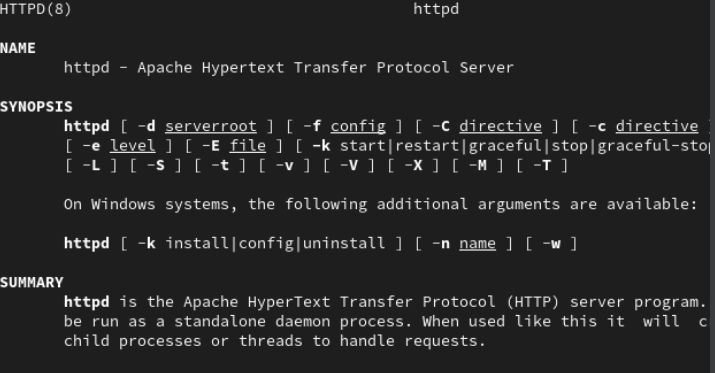 HTTPD(8) httpd
NAME
httpd - Apache Hypertext Transfer Protocol Server
SYNOPSIS
httpd [ -d serverroot ] [ -f config ] [ -C directive ] [ -c directive ]
[ -e level ] [ -E file ] [ -k start|restart|graceful|stop|graceful-stop
[ -L ] [ -S ] [ -t ] [ -v ] [ -V ] [ -X ] [ -M ] [ -T ]
On Windows systems, the following additional arguments are available:
httpd [ -k install|config|uninstall ] [ -n name ] [ -w ]
SUMMARY
httpd is the Apache HyperText Transfer Protocol (HTTP) server program.
be run as a standalone daemon process. When used like this it will c
child processes or threads to handle requests.